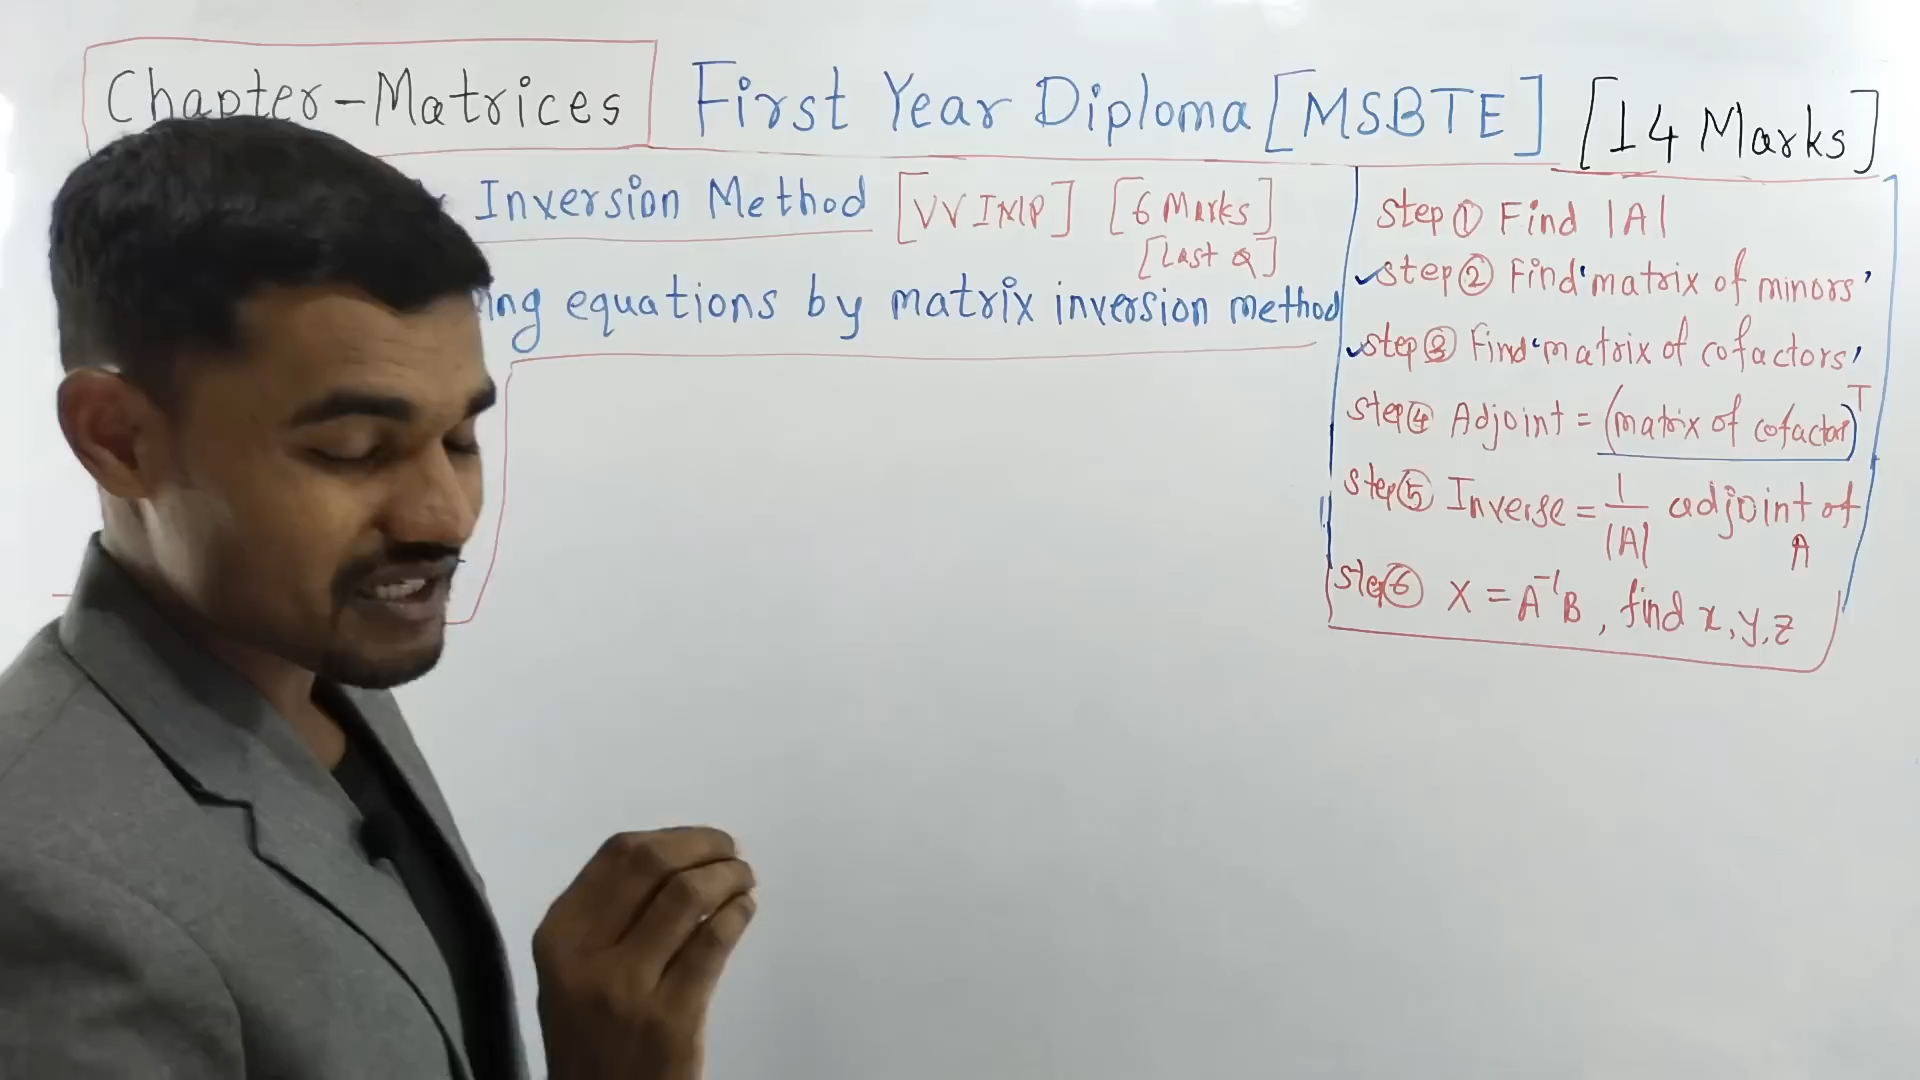 Chapter-Matrices First Year Diploma [MSBTE] [14 Marks]
Inversion Method [VVIMP] [6 Marks]
[Last Q]
ing equations by matrix inversion method
Step ① Find |A|
✓step ② Find 'matrix of minors'
✓step ③ Find 'matrix of cofactors'
Step ④ Adjoint = (matrix of cofactor)ᵀ
Step ⑤ Inverse = 1/|A| adjoint of A
Step ⑥ X = A⁻¹B, find x, y, z